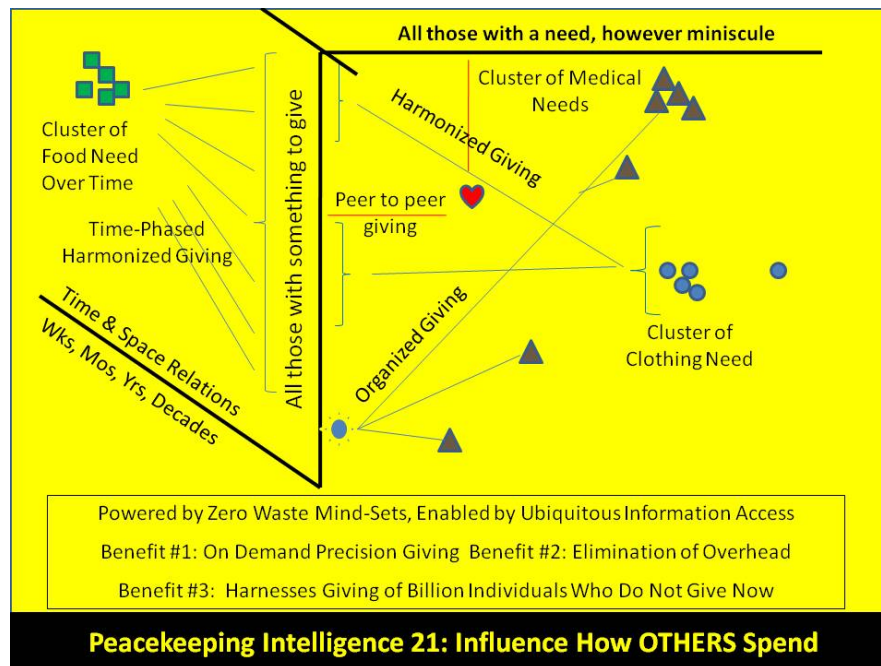 All those with a need, however miniscule
Cluster of Medical
Needs
Harmonized Giving
Cluster of
Food Need
Over Time
All those with something to give
Peer to peer
giving
Time-Phased
Harmonized Giving
Organized Giving
Cluster of
Clothing Need
Time & Space Relations
Wks, Mos, Yrs, Decades
Powered by Zero Waste Mind-Sets, Enabled by Ubiquitous Information Access
Benefit #1: On Demand Precision Giving Benefit #2: Elimination of Overhead
Benefit #3: Harnesses Giving of Billion Individuals Who Do Not Give Now
Peacekeeping Intelligence 21: Influence How OTHERS Spend